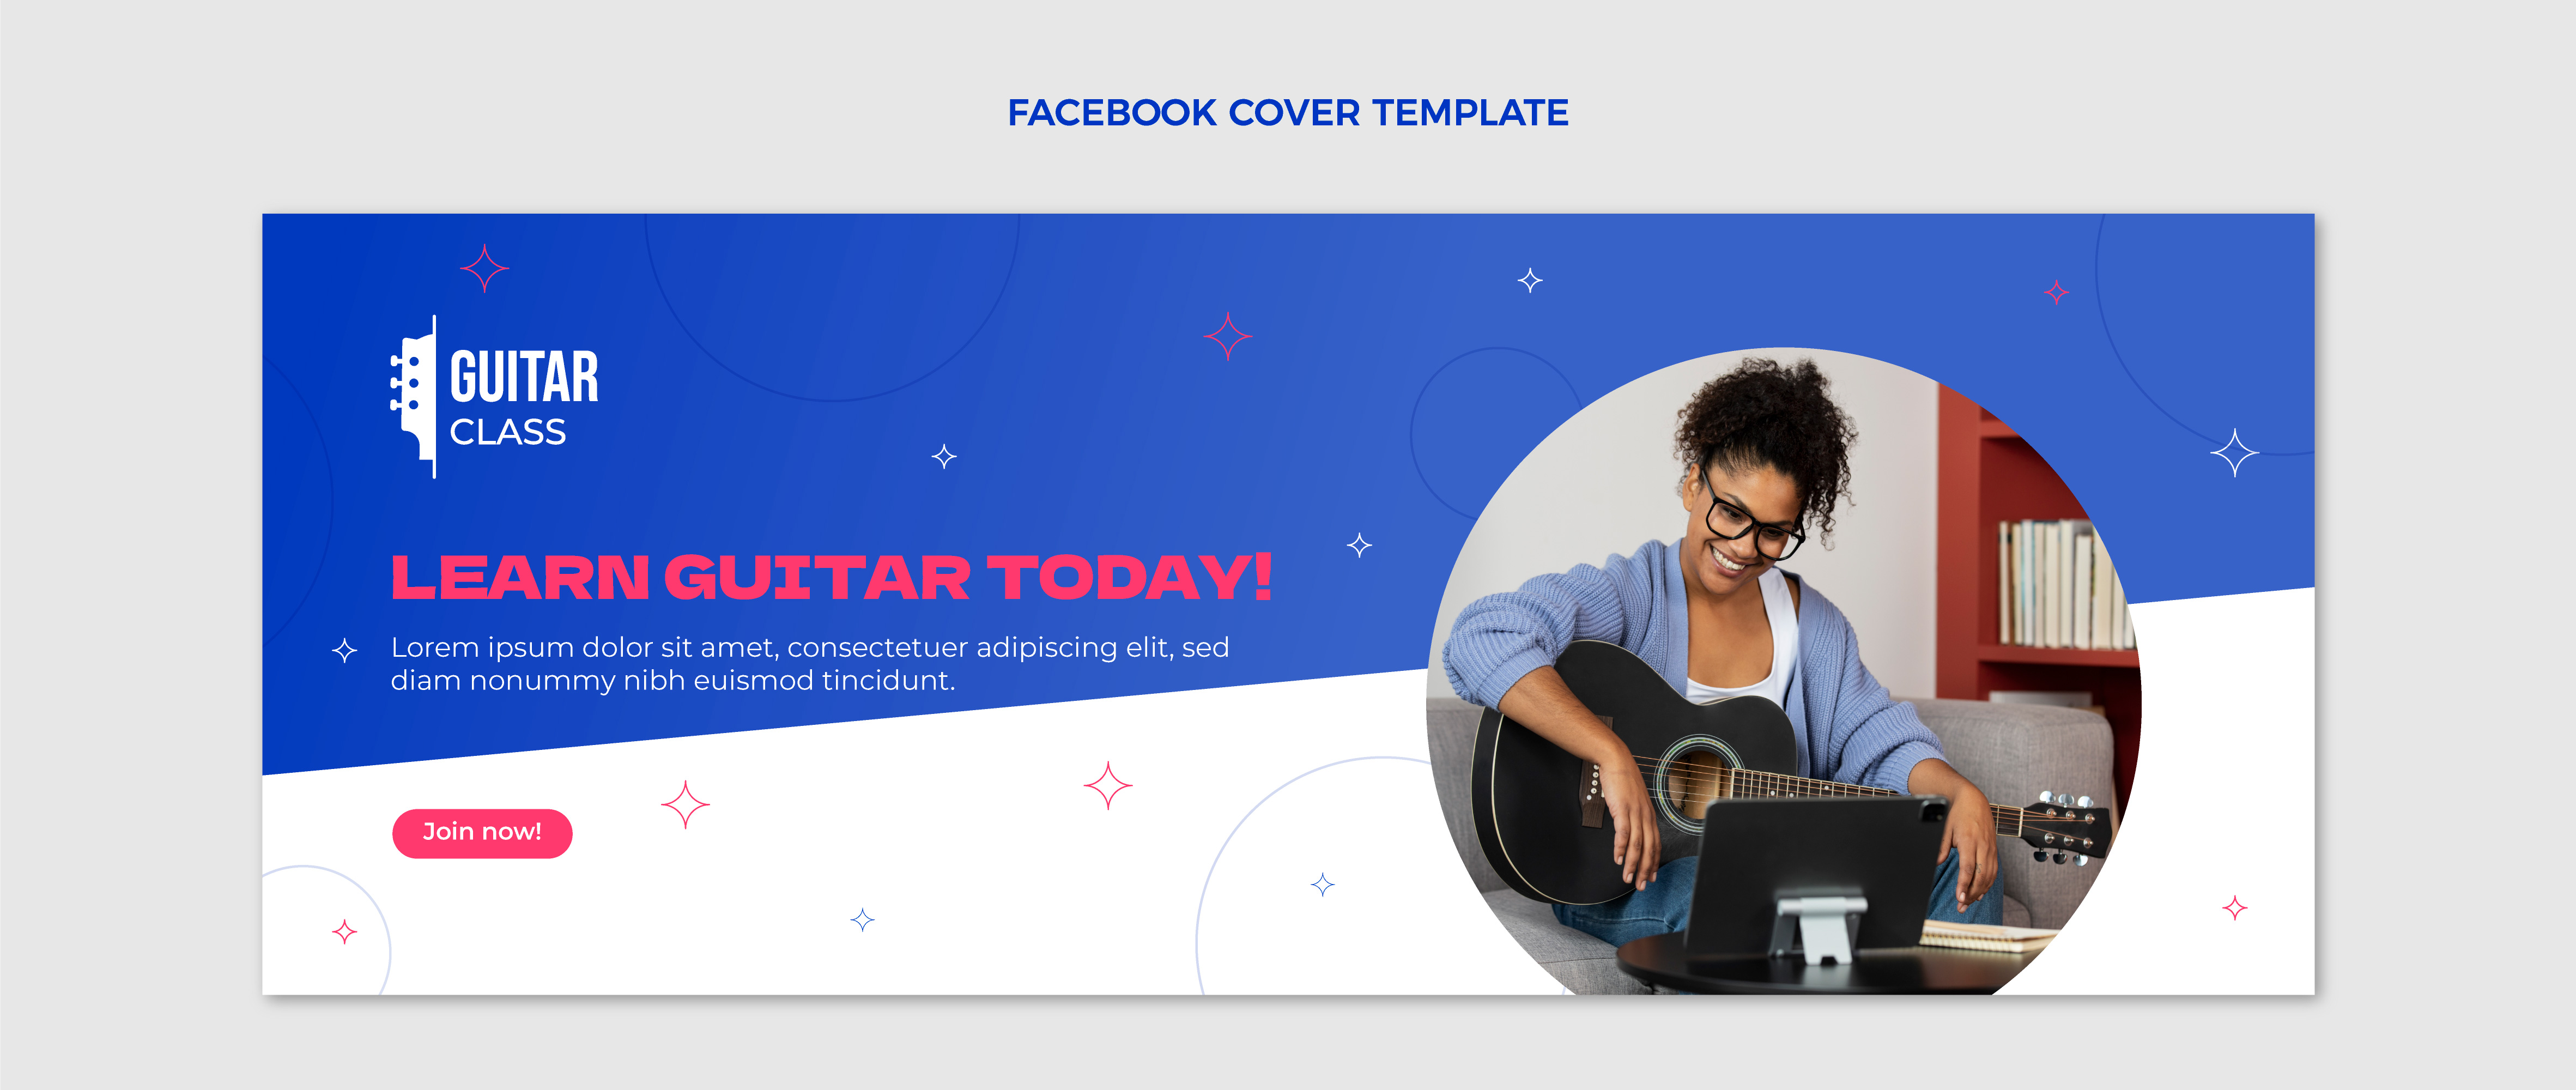 FACEBOOK COVER TEMPLATE
GUITAR
CLASS
LEARN GUITAR TODAY!
Lorem ipsum dolor sit amet, consectetuer adipiscing elit, sed
diam nonummy nibh euismod tincidunt.
Join now!